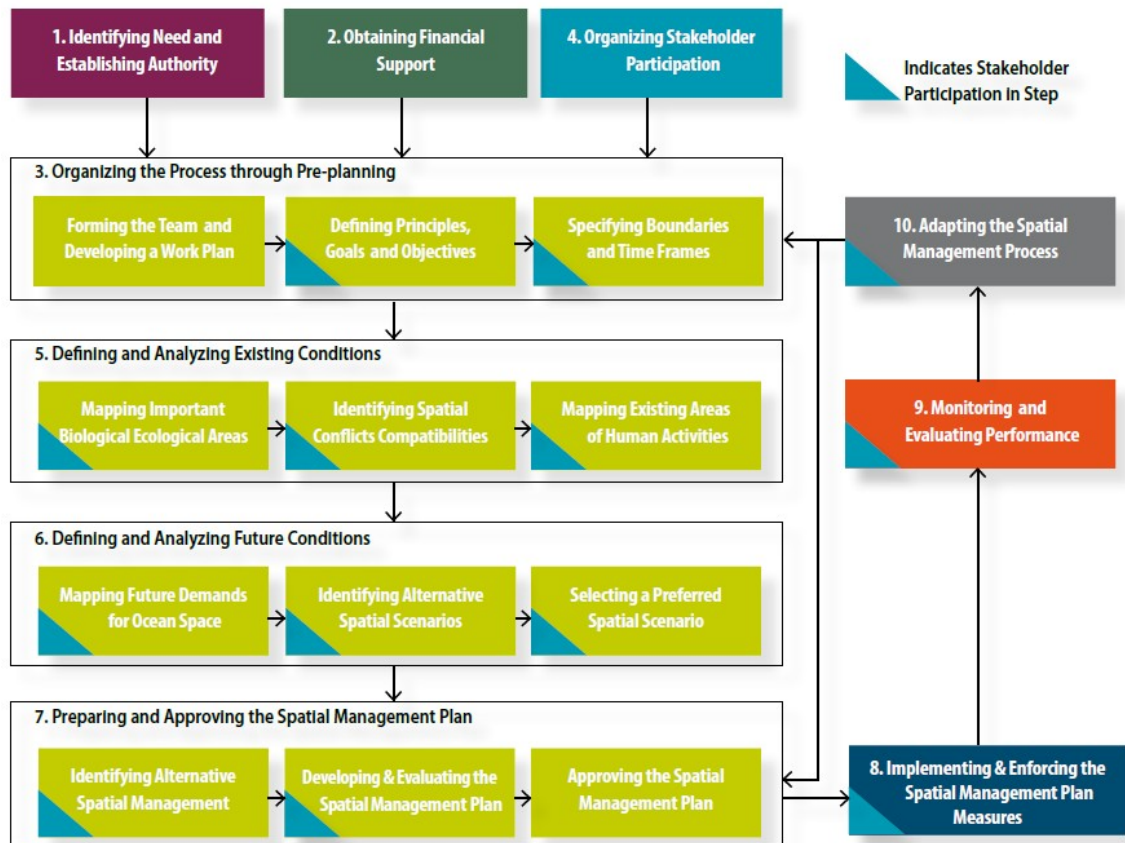 1. Identifying Need and
Establishing Authority
2. Obtaining Financial
Support
4. Organizing Stakeholder
Participation
Indicates Stakeholder
Participation in Step
3. Organizing the Process through Pre-planning
Forming the Team and
Developing a Work Plan
Defining Principles,
Goals and Objectives
Specifying Boundaries
and Time Frames
10. Adapting the Spatial
Management Process
5. Defining and Analyzing Existing Conditions
Mapping Important
Biological Ecological Areas
Identifying Spatial
Conflicts Compatibilities
Mapping Existing Areas
of Human Activities
9. Monitoring and
Evaluating Performance
6. Defining and Analyzing Future Conditions
Mapping Future Demands
for Ocean Space
Identifying Alternative
Spatial Scenarios
Selecting a Preferred
Spatial Scenario
7. Preparing and Approving the Spatial Management Plan
Identifying Alternative
Spatial Management
Developing & Evaluating the
Spatial Management Plan
Approving the Spatial
Management Plan
8. Implementing & Enforcing the
Spatial Management Plan
Measures